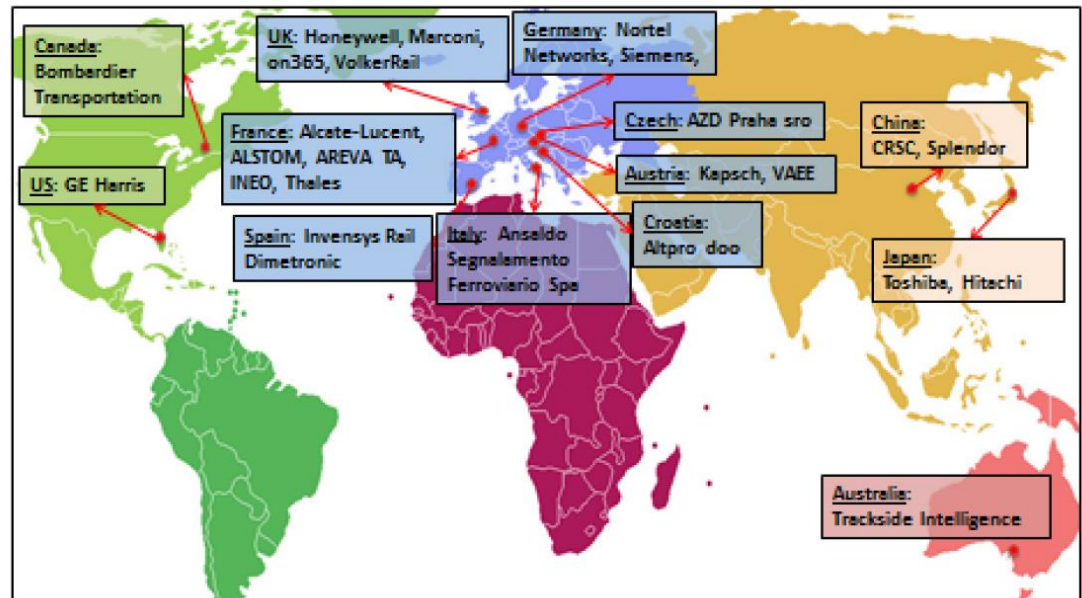 Canada:
Bombardier
Transportation
UK: Honeywell, Marconi,
on365, VolkerRail
Germany: Nortel
Networks, Siemens,
France: Alcate-Lucent,
ALSTOM, AREVA TA,
INEO, Thales
Czech: AZD Praha sro
China:
CRSC, Splendor
US: GE Harris
Austria: Kapsch, VAEE
Spain: Invensys Rail
Dimetronic
Italy: Ansaldo
Segnalamento
Ferroviario Spa
Croatia:
Altpro doo
Japan:
Toshiba, Hitachi
Australia:
Trackside Intelligence